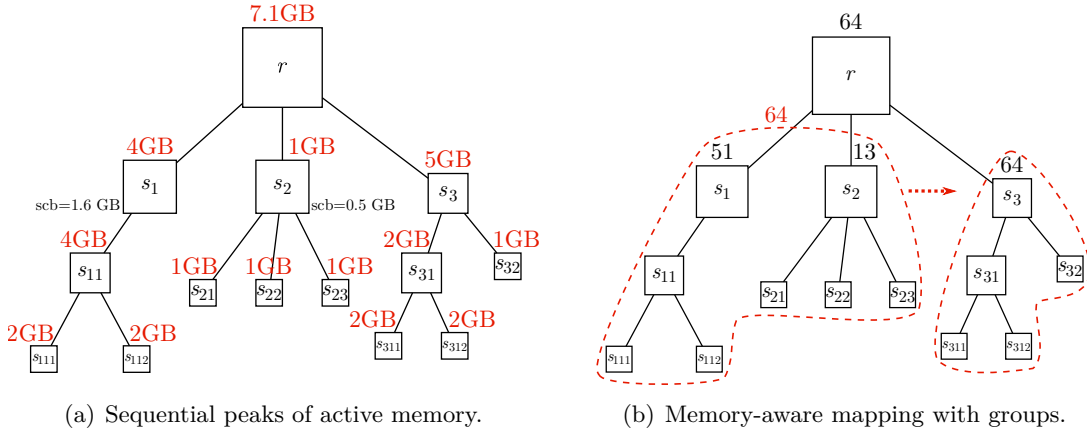 7.1GB
r
4GB
s1
scb=1.6 GB
1GB
s2
scb=0.5 GB
5GB
s3
4GB
s11
1GB
s21
1GB
s22
1GB
s23
2GB
s31
1GB
s32
2GB
s111
2GB
s112
2GB
s311
2GB
s312
(a) Sequential peaks of active memory.
64
r
64
51
s1
13
s2
64
s3
s11
s21
s22
s23
s31
s32
s111
s112
s311
s312
(b) Memory-aware mapping with groups.